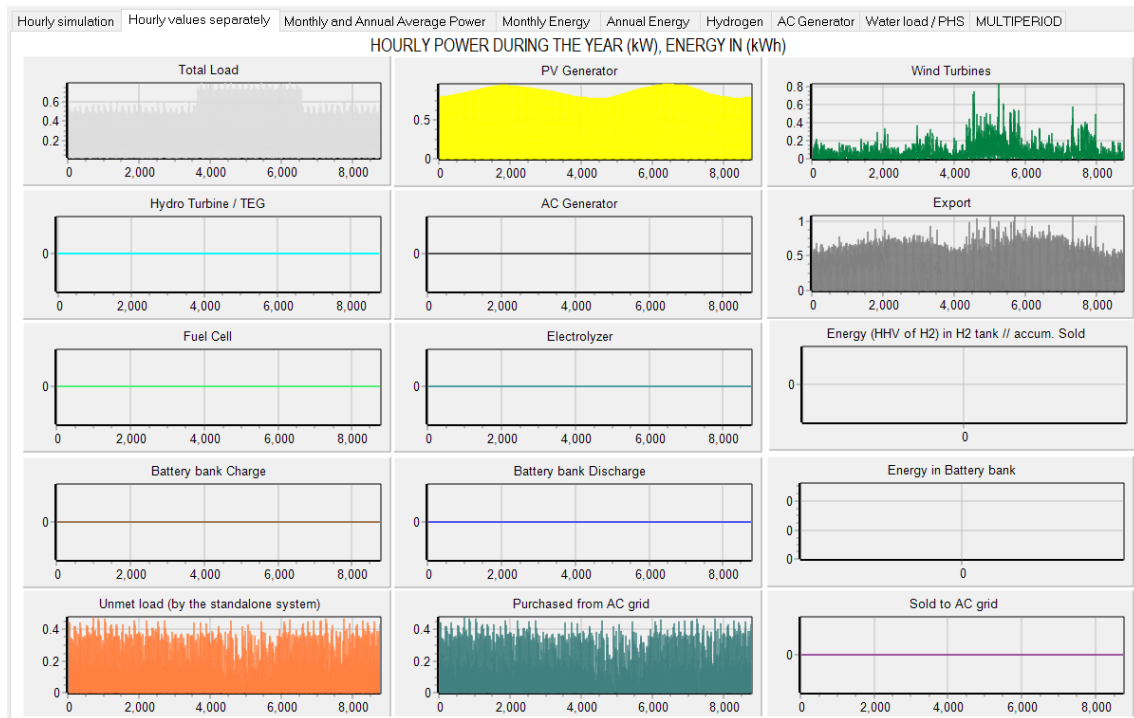 Hourly simulation Hourly values separately Monthly and Annual Average Power Monthly Energy Annual Energy Hydrogen AC Generator Water load / PHS MULTIPERIOD
HOURLY POWER DURING THE YEAR (kW), ENERGY IN (kWh)
Total Load
0.6
0.4
0.2
0 2,000 4,000 6,000 8,000
PV Generator
0.5
0
0 2,000 4,000 6,000 8,000
Wind Turbines
0.8
0.6
0.4
0.2
0
0 2,000 4,000 6,000 8,000
Hydro Turbine / TEG
0
0 2,000 4,000 6,000 8,000
AC Generator
0
0 2,000 4,000 6,000 8,000
Export
1
0.5
0
0 2,000 4,000 6,000 8,000
Fuel Cell
0
0 2,000 4,000 6,000 8,000
Electrolyzer
0
0 2,000 4,000 6,000 8,000
Energy (HHV of H2) in H2 tank // accum. Sold
0
0
Battery bank Charge
0
0 2,000 4,000 6,000 8,000
Battery bank Discharge
0
0 2,000 4,000 6,000 8,000
Energy in Battery bank
0
0
0
0
Unmet load (by the standalone system)
0.4
0.2
0
0 2,000 4,000 6,000 8,000
Purchased from AC grid
0.4
0.2
0
0 2,000 4,000 6,000 8,000
Sold to AC grid
0
0 2,000 4,000 6,000 8,000